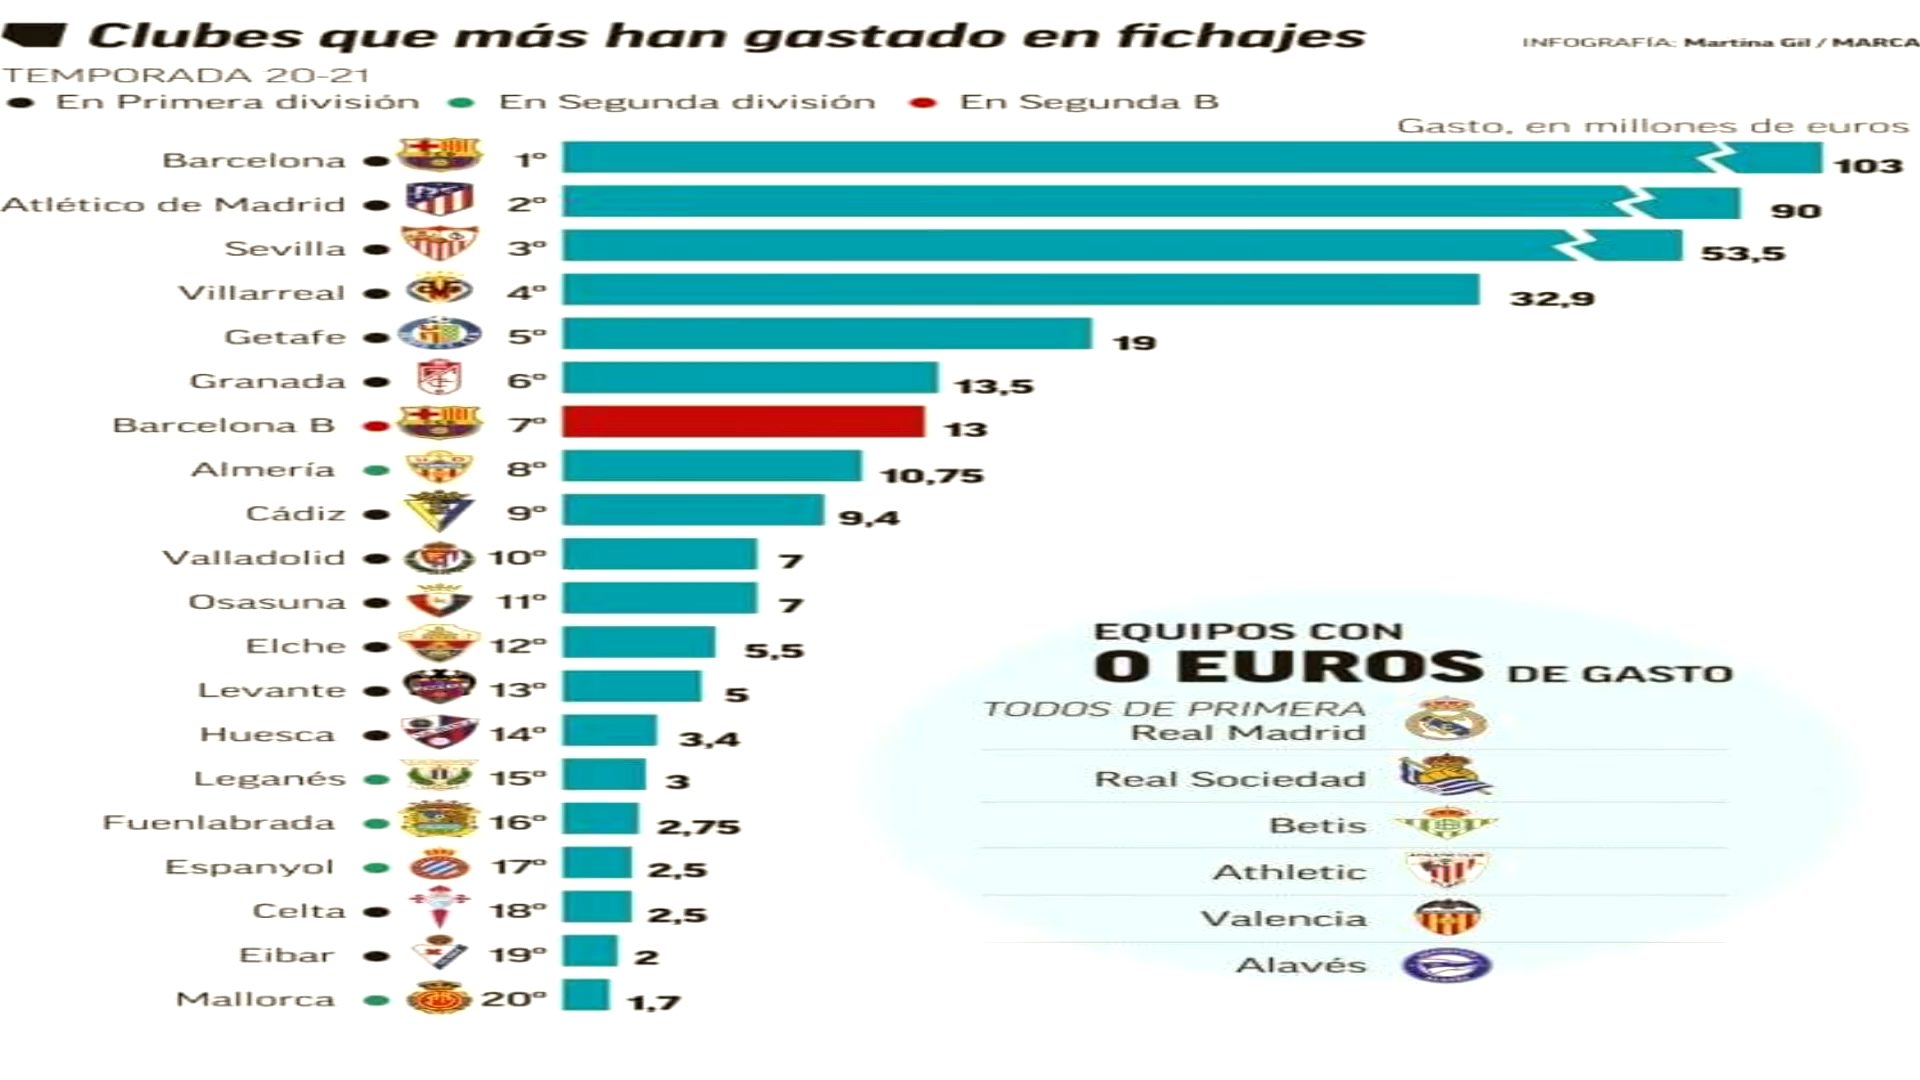 Clubes que más han gastado en fichajes
INFOGRAFÍA: Martina Gil / MARCA
TEMPORADA 20-21
En Primera división En Segunda división En Segunda B
Gasto, en millones de euros
Barcelona 1º 103
Atlético de Madrid 2º 90
Sevilla 3º 53,5
Villarreal 4º 32,9
Getafe 5º 19
Granada 6º 13,5
Barcelona B 7º 13
Almería 8º 10,75
Cádiz 9º 9,4
Valladolid 10º 7
Osasuna 11º 7
Elche 12º 5,5
Levante 13º 5
Huesca 14º 3,4
Leganés 15º 3
Fuenlabrada 16º 2,75
Espanyol 17º 2,5
Celta 18º 2,5
Eibar 19º 2
Mallorca 20º 1,7
EQUIPOS CON
0 EUROS DE GASTO
TODOS DE PRIMERA
Real Madrid
Real Sociedad
Betis
Athletic
Valencia
Alavés